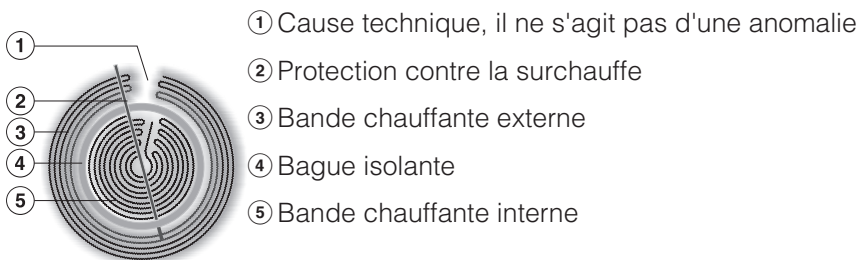 ① Cause technique, il ne s'agit pas d'une anomalie
② Protection contre la surchauffe
③ Bande chauffante externe
④ Bague isolante
⑤ Bande chauffante interne
①
②
③
④
⑤